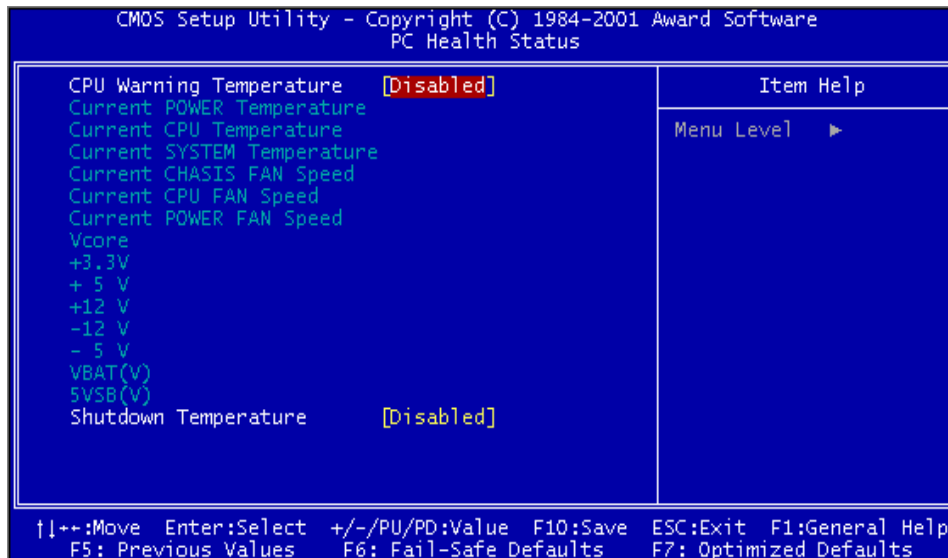 CMOS Setup Utility - Copyright (C) 1984-2001 Award Software
PC Health Status
CPU Warning Temperature [Disabled]
Current POWER Temperature
Current CPU Temperature
Current SYSTEM Temperature
Current CHASIS FAN Speed
Current CPU FAN Speed
Current POWER FAN Speed
Vcore
+3.3V
+ 5 V
+12 V
-12 V
- 5 V
VBAT(V)
5VSB(V)
Shutdown Temperature [Disabled]
Item Help
Menu Level ►
↑↓←→:Move Enter:Select +/-/PU/PD:Value F10:Save ESC:Exit F1:General Help
F5: Previous Values F6: Fail-Safe Defaults F7: Optimized Defaults